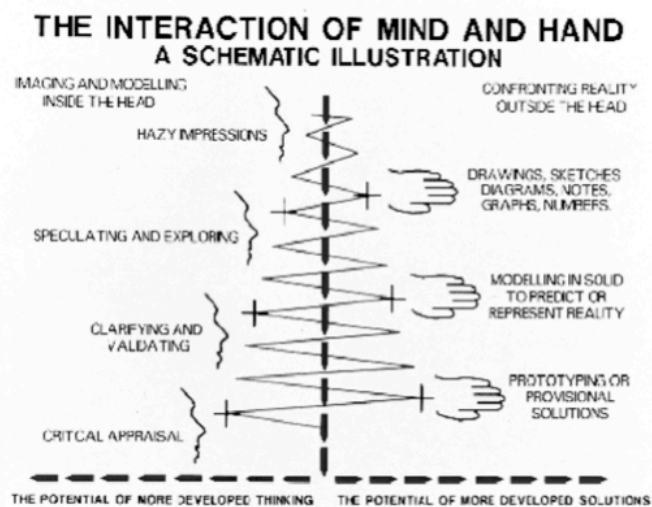 THE INTERACTION OF MIND AND HAND
A SCHEMATIC ILLUSTRATION
IMAGING AND MODELLING
INSIDE THE HEAD
CONFRONTING REALITY
OUTSIDE THE HEAD
HAZY IMPRESSIONS
DRAWINGS, SKETCHES
DIAGRAMS, NOTES,
GRAPHS, NUMBERS.
SPECULATING AND EXPLORING
MODELLING IN SOLID
TO PREDICT OR
REPRESENT REALITY
CLARIFYING AND
VALIDATING
PROTOTYPING OR
PROVISIONAL
SOLUTIONS
CRITCAL APPRAISAL
THE POTENTIAL OF MORE DEVELOPED THINKING
THE POTENTIAL OF MORE DEVELOPED SOLUTIONS